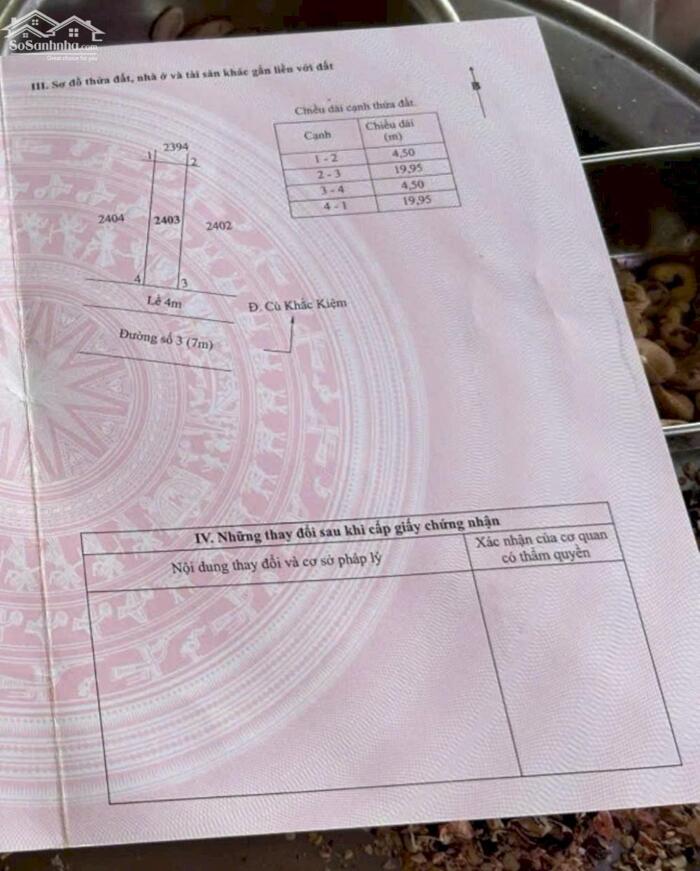 SoSanhnha.com
Great choice for you
III. Sơ đồ thửa đất, nhà ở và tài sản khác gắn liền với đất
Chiều dài cạnh thửa đất
Cạnh Chiều dài (m)
1 - 2 4,50
2 - 3 19,95
3 - 4 4,50
4 - 1 19,95
2394
1 2
2404 2403 2402
4 3
Lề 4m
Đ. Cù Khắc Kiệm
Đường số 3 (7m)
IV. Những thay đổi sau khi cấp giấy chứng nhận
Nội dung thay đổi và cơ sở pháp lý
Xác nhận của cơ quan
có thẩm quyền